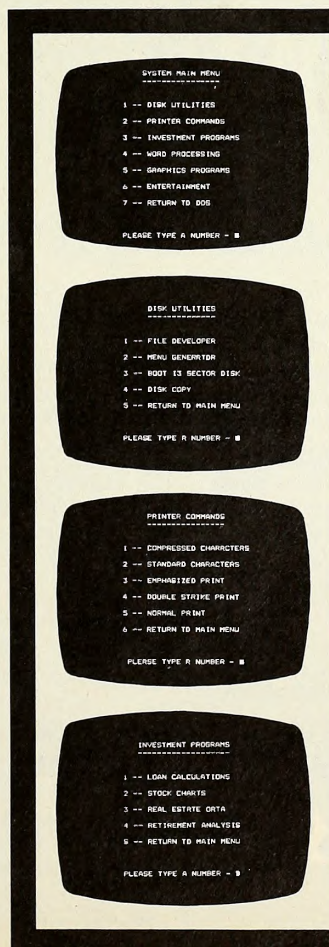 SYSTEM MAIN MENU
1 -- DISK UTILITIES
2 -- PRINTER COMMANDS
3 -- INVESTMENT PROGRAMS
4 -- WORD PROCESSING
5 -- GRAPHICS PROGRAMS
6 -- ENTERTAINMENT
7 -- RETURN TO DOS
PLEASE TYPE A NUMBER -
DISK UTILITIES
1 -- FILE DEVELOPER
2 -- MENU GENERATOR
3 -- BOOT 13 SECTOR DISK
4 -- DISK COPY
5 -- RETURN TO MAIN MENU
PLEASE TYPE A NUMBER -
PRINTER COMMANDS
1 -- COMPRESSED CHARACTERS
2 -- STANDARD CHARACTERS
3 -- EMPHASIZED PRINT
4 -- DOUBLE STRIKE PRINT
5 -- NORMAL PRINT
6 -- RETURN TO MAIN MENU
PLEASE TYPE A NUMBER -
INVESTMENT PROGRAMS
1 -- LOAN CALCULATIONS
2 -- STOCK CHARTS
3 -- REAL ESTATE DATA
4 -- RETIREMENT ANALYSIS
5 -- RETURN TO MAIN MENU
PLEASE TYPE A NUMBER -